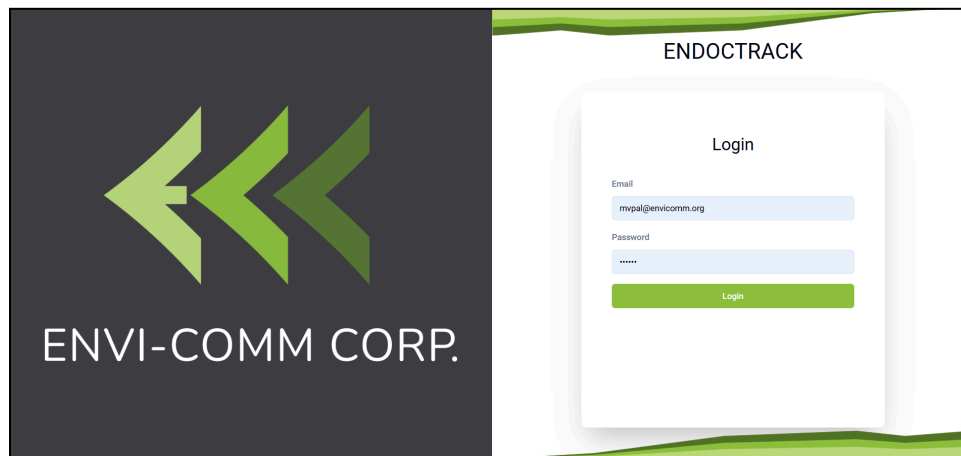 ENVI-COMM CORP.
ENDOCTRACK
Login
Email
mvpal@envicomm.org
Password
••••••
Login